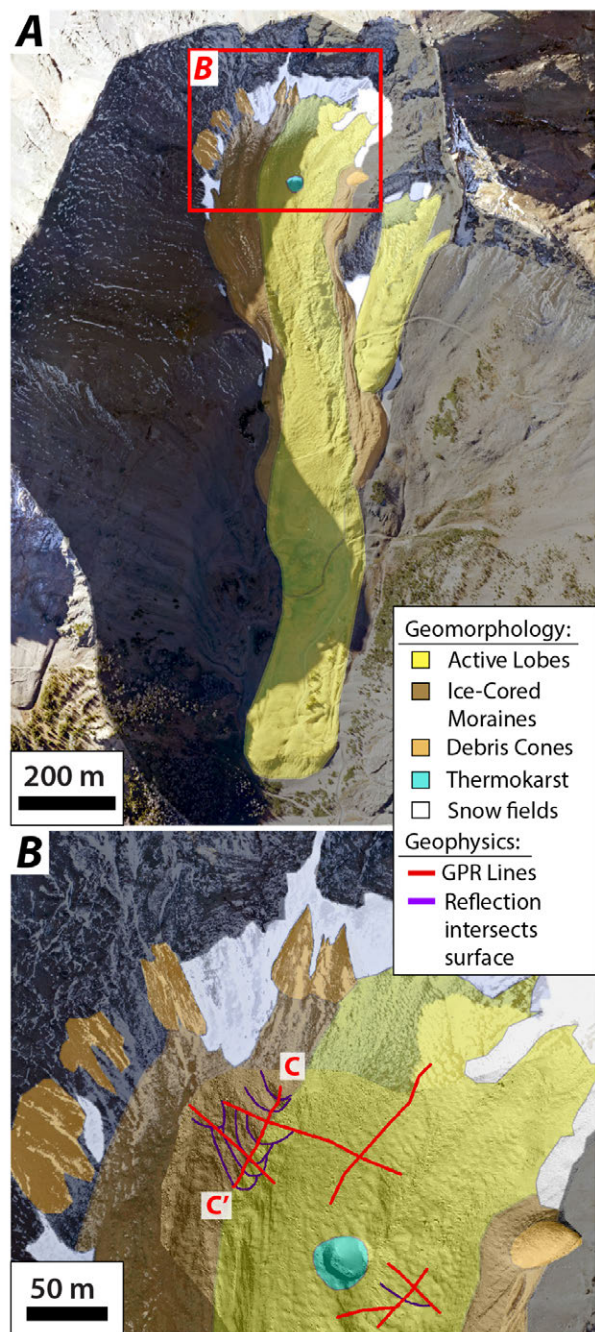 A
B
200 m
Geomorphology:
Active Lobes
Ice-Cored
Moraines
Debris Cones
Thermokarst
Snow fields
Geophysics:
GPR Lines
Reflection
intersects
surface
B
C
C'
50 m